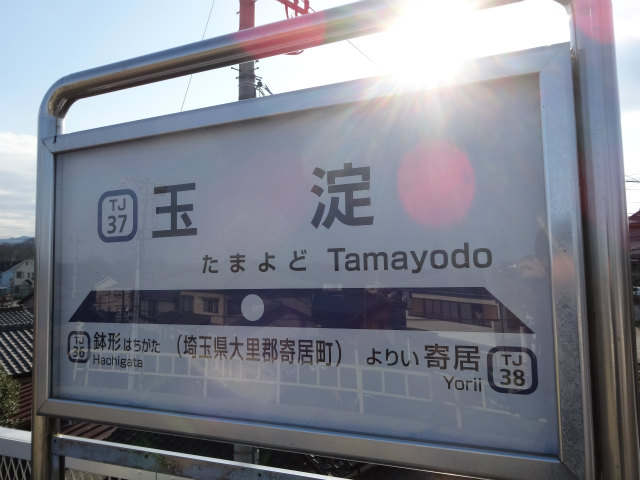 TJ
37
玉淀
たまよど Tamayodo
TJ
36
鉢形 はちがた
Hachigata
(埼玉県大里郡寄居町)
よりい 寄居
Yorii
TJ
38